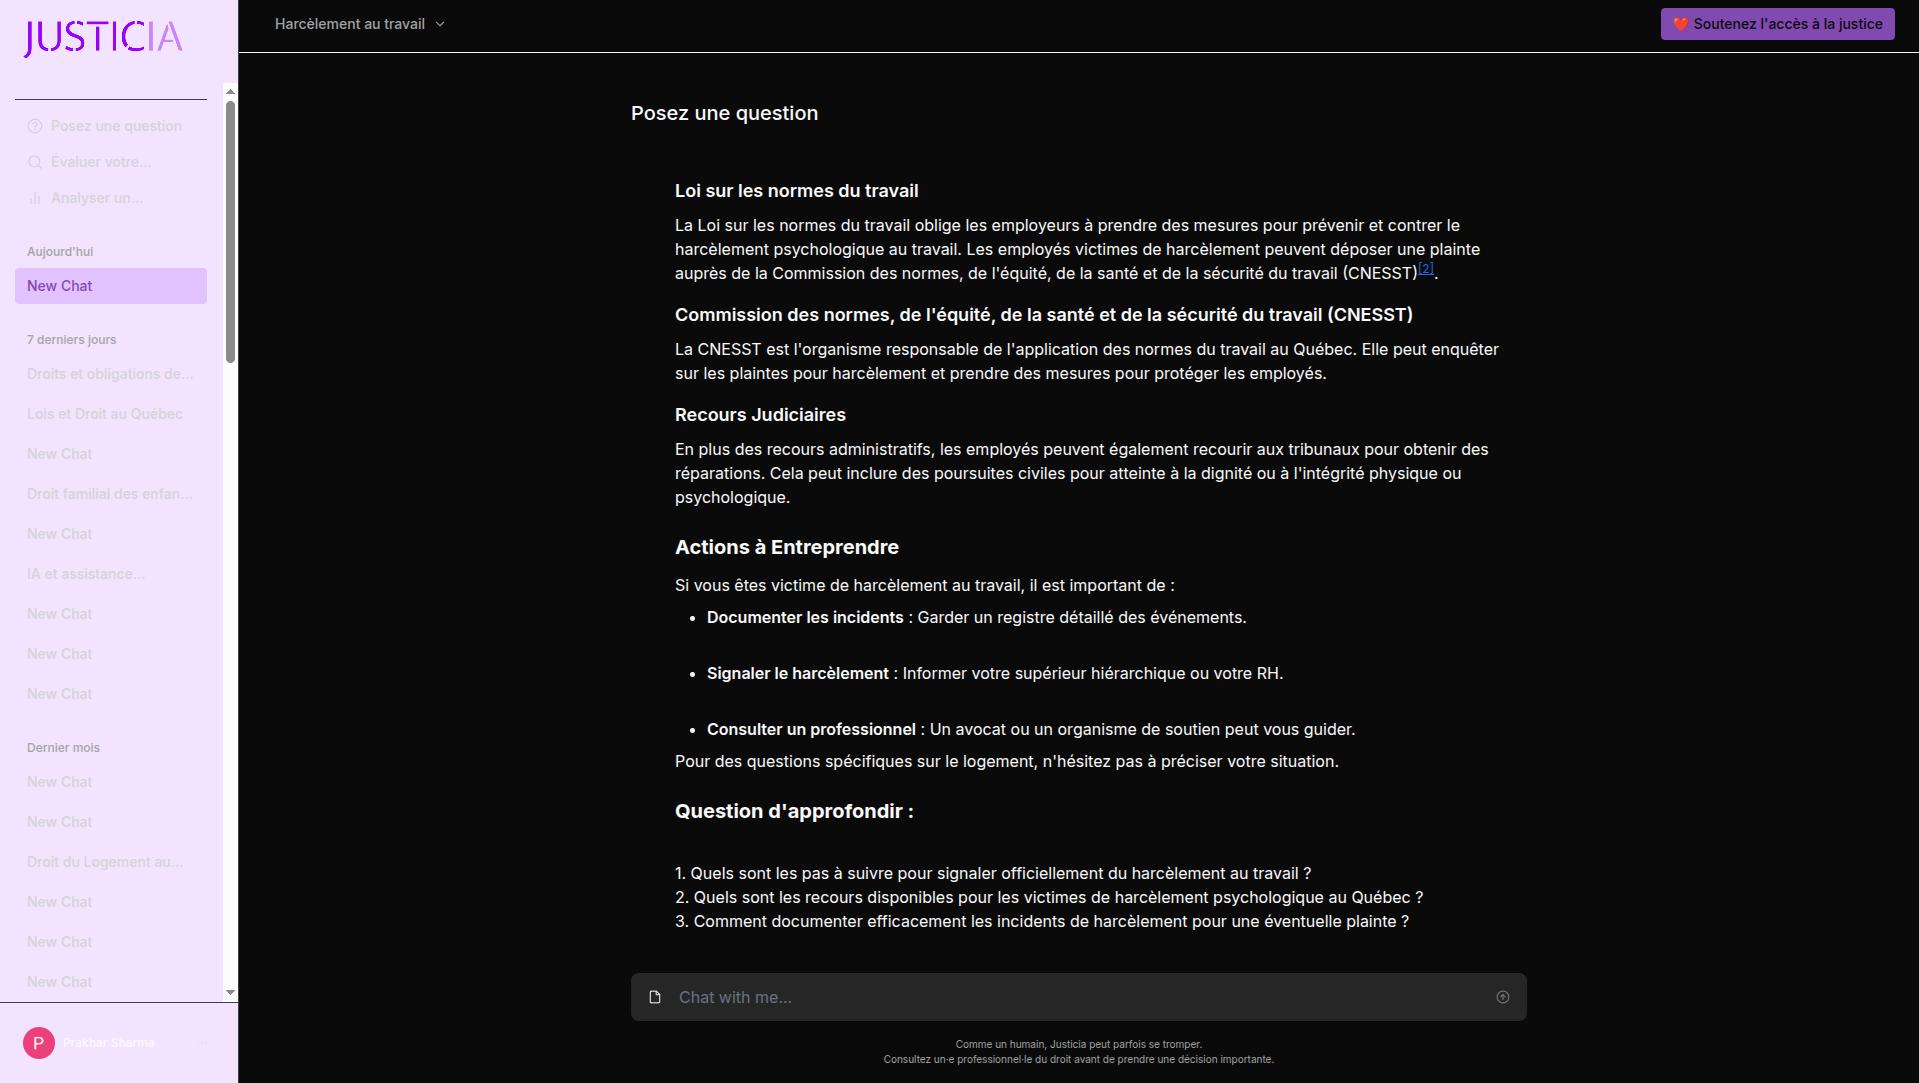 JUSTICIA
Posez une question
Évaluer votre...
Analyser un...
Aujourd'hui
New Chat
7 derniers jours
Droits et obligations de...
Lois et Droit au Québec
New Chat
Droit familial des enfan...
New Chat
IA et assistance...
New Chat
New Chat
New Chat
Dernier mois
New Chat
New Chat
Droit du Logement au...
New Chat
New Chat
New Chat
P Prakhar Sharma ...
Harcèlement au travail
❤️ Soutenez l'accès à la justice
Posez une question
Loi sur les normes du travail
La Loi sur les normes du travail oblige les employeurs à prendre des mesures pour prévenir et contrer le
harcèlement psychologique au travail. Les employés victimes de harcèlement peuvent déposer une plainte
auprès de la Commission des normes, de l'équité, de la santé et de la sécurité du travail (CNESST)[2].
Commission des normes, de l'équité, de la santé et de la sécurité du travail (CNESST)
La CNESST est l'organisme responsable de l'application des normes du travail au Québec. Elle peut enquêter
sur les plaintes pour harcèlement et prendre des mesures pour protéger les employés.
Recours Judiciaires
En plus des recours administratifs, les employés peuvent également recourir aux tribunaux pour obtenir des
réparations. Cela peut inclure des poursuites civiles pour atteinte à la dignité ou à l'intégrité physique ou
psychologique.
Actions à Entreprendre
Si vous êtes victime de harcèlement au travail, il est important de :
• Documenter les incidents : Garder un registre détaillé des événements.
• Signaler le harcèlement : Informer votre supérieur hiérarchique ou votre RH.
• Consulter un professionnel : Un avocat ou un organisme de soutien peut vous guider.
Pour des questions spécifiques sur le logement, n'hésitez pas à préciser votre situation.
Question d'approfondir :
1. Quels sont les pas à suivre pour signaler officiellement du harcèlement au travail ?
2. Quels sont les recours disponibles pour les victimes de harcèlement psychologique au Québec ?
3. Comment documenter efficacement les incidents de harcèlement pour une éventuelle plainte ?
Chat with me...
Comme un humain, Justicia peut parfois se tromper.
Consultez un·e professionnel·le du droit avant de prendre une décision importante.